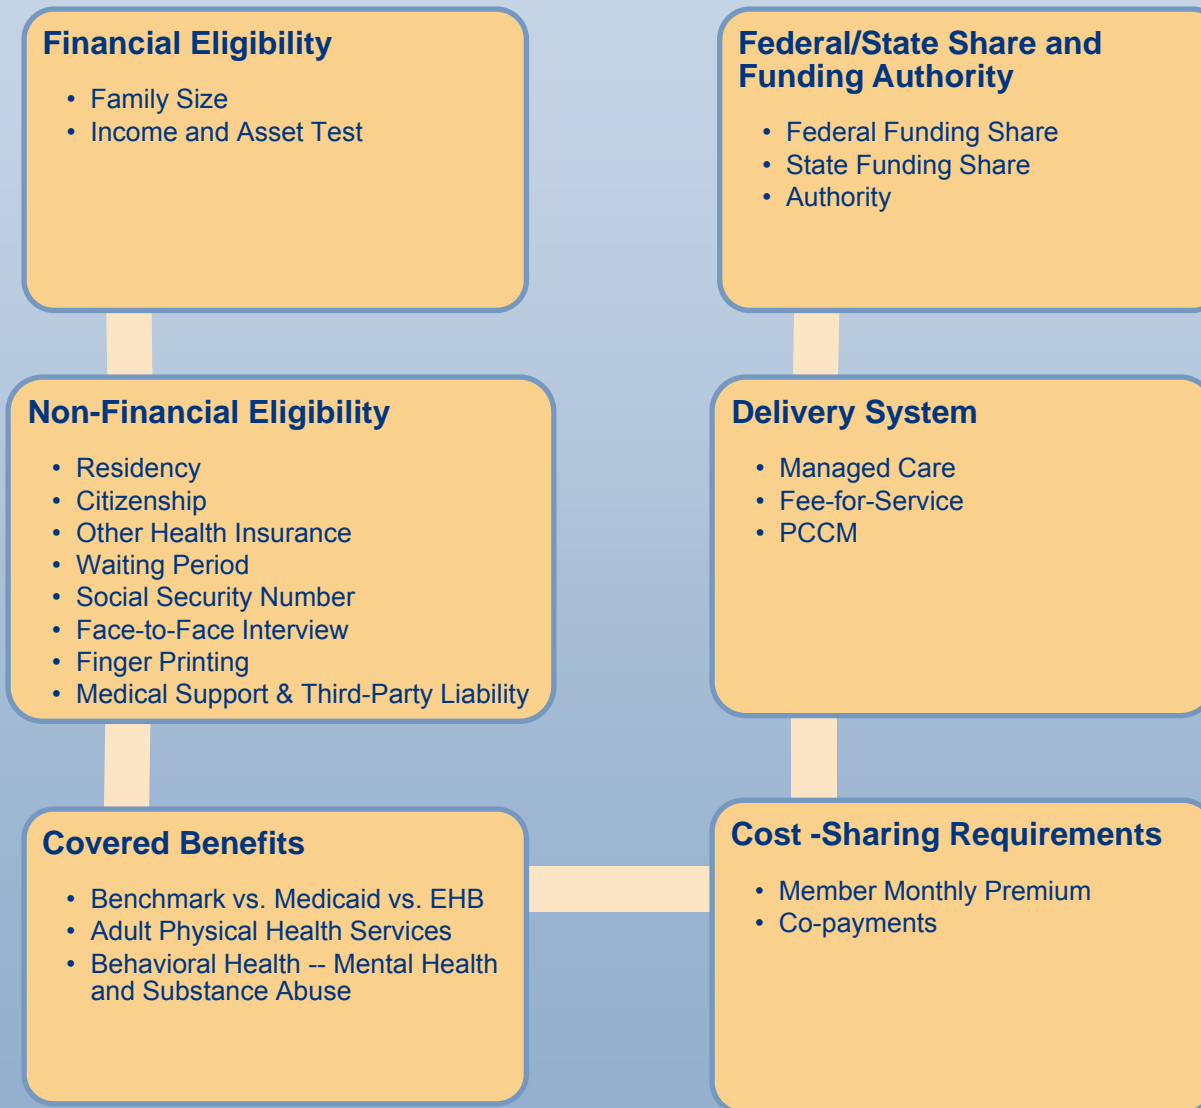 Financial Eligibility
• Family Size
• Income and Asset Test
Non-Financial Eligibility
• Residency
• Citizenship
• Other Health Insurance
• Waiting Period
• Social Security Number
• Face-to-Face Interview
• Finger Printing
• Medical Support & Third-Party Liability
Covered Benefits
• Benchmark vs. Medicaid vs. EHB
• Adult Physical Health Services
• Behavioral Health -- Mental Health
and Substance Abuse
Cost -Sharing Requirements
• Member Monthly Premium
• Co-payments
Delivery System
• Managed Care
• Fee-for-Service
• PCCM
Federal/State Share and
Funding Authority
• Federal Funding Share
• State Funding Share
• Authority